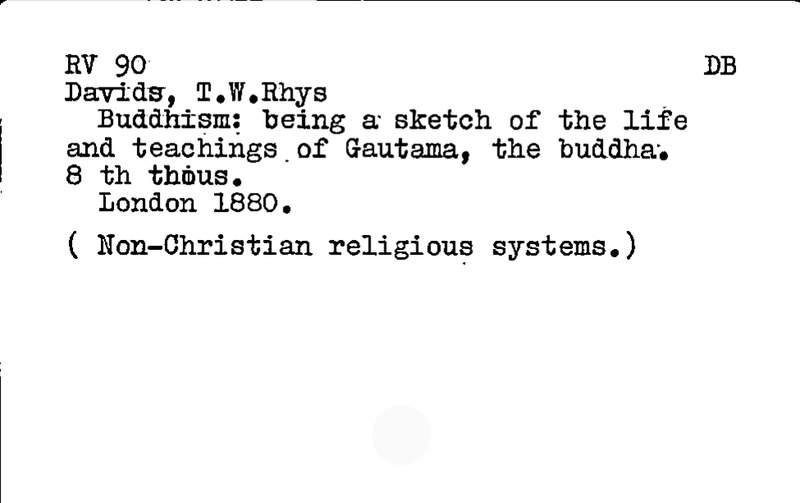 RV 90 DB
Davids, T.W.Rhys
Buddhism: being a sketch of the life
and teachings of Gautama, the buddha.
8 th thous.
London 1880.
( Non-Christian religious systems.)